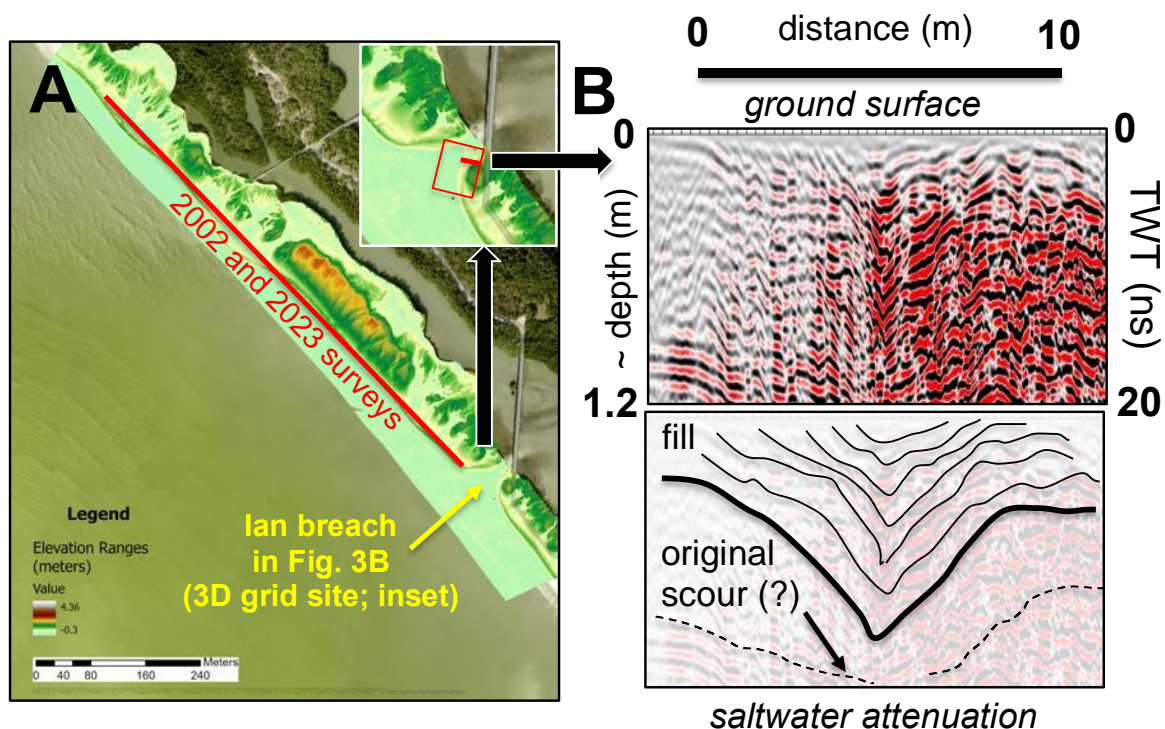 A
2002 and 2023 surveys
Ian breach
in Fig. 3B
(3D grid site; inset)
Legend
Elevation Ranges
(meters)
Value
4.36
-0.3
Meters
0 40 80 160 240
B
0 distance (m) 10
ground surface
0
~ depth (m)
1.2
0
TWT (ns)
20
fill
original
scour (?)
saltwater attenuation